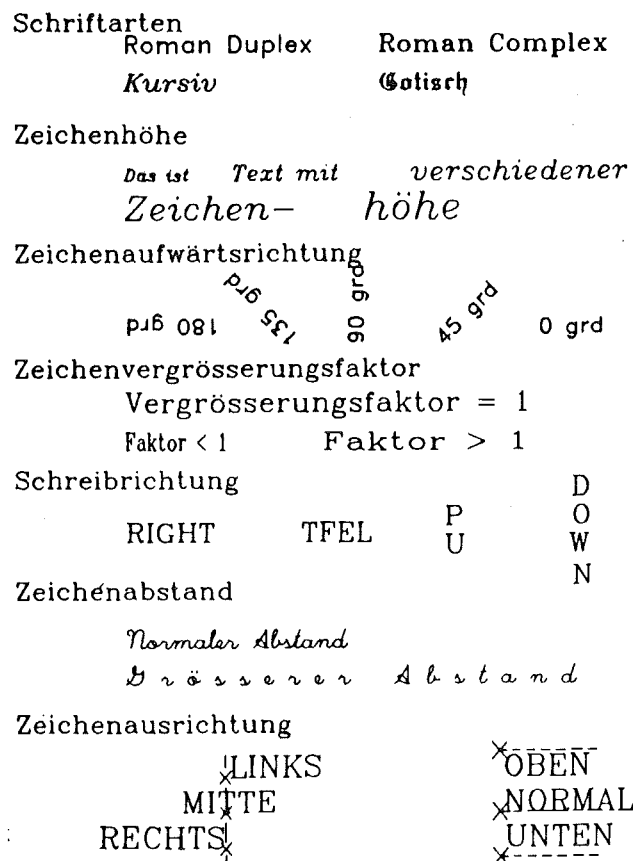 Schriftarten
Roman Duplex Roman Complex
Kursiv Gotisch
Zeichenhöhe
Das ist Text mit verschiedener
Zeichen- höhe
Zeichenaufwärtsrichtung
180 grd 135 grd 90 grd 45 grd 0 grd
Zeichenvergrösserungsfaktor
Vergrösserungsfaktor = 1
Faktor < 1 Faktor > 1
Schreibrichtung
RIGHT TFEL P U D O W N
Zeichenabstand
Normaler Abstand
Grösserer Abstand
Zeichenausrichtung
LINKS OBEN
MITTE NORMAL
RECHTS UNTEN